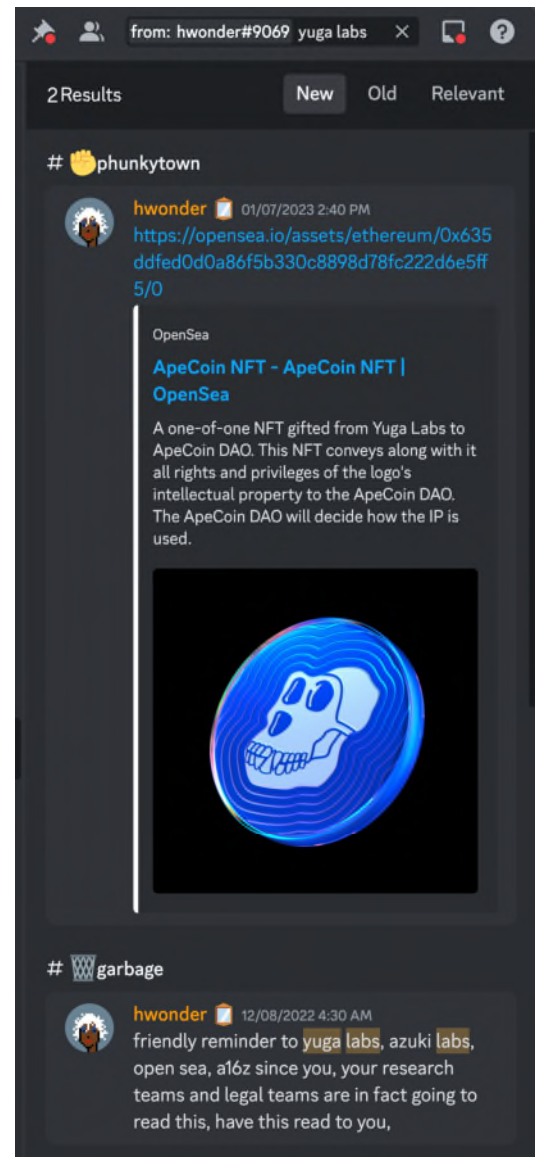 from: hwonder#9069 yuga labs
2 Results
New Old Relevant
# ✊phunkytown
hwonder 📋 01/07/2023 2:40 PM
https://opensea.io/assets/ethereum/0x635
ddfed0d0a86f5b330c8898d78fc222d6e5ff
5/0
OpenSea
ApeCoin NFT - ApeCoin NFT |
OpenSea
A one-of-one NFT gifted from Yuga Labs to
ApeCoin DAO. This NFT conveys along with it
all rights and privileges of the logo's
intellectual property to the ApeCoin DAO.
The ApeCoin DAO will decide how the IP is
used.
# 🗑garbage
hwonder 📋 12/08/2022 4:30 AM
friendly reminder to yuga labs, azuki labs,
open sea, a16z since you, your research
teams and legal teams are in fact going to
read this, have this read to you,